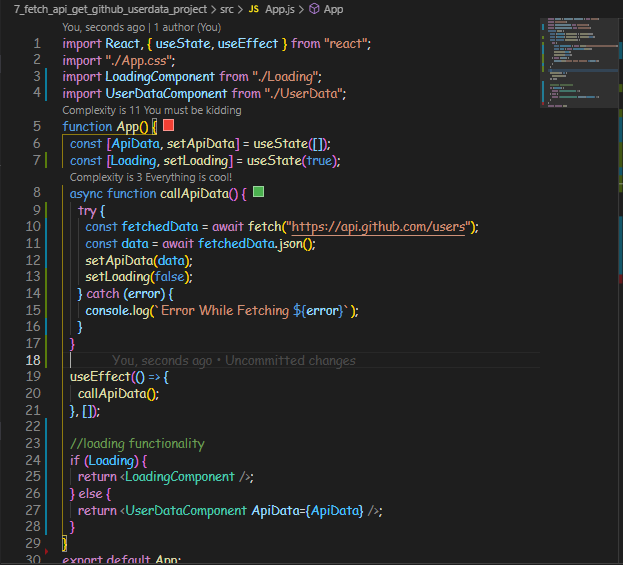 7_fetch_api_get_github_userdata_project > src > JS App.js > App
You, seconds ago | 1 author (You)
1 import React, { useState, useEffect } from "react";
2 import "./App.css";
3 import LoadingComponent from "./Loading";
4 import UserDataComponent from "./UserData";
Complexity is 11 You must be kidding
5 function App() {
6 const [ApiData, setApiData] = useState([]);
7 const [Loading, setLoading] = useState(true);
Complexity is 3 Everything is cool!
8 async function callApiData() {
9 try {
10 const fetchedData = await fetch("https://api.github.com/users");
11 const data = await fetchedData.json();
12 setApiData(data);
13 setLoading(false);
14 } catch (error) {
15 console.log(`Error While Fetching ${error}`);
16 }
17 }
18 You, seconds ago • Uncommitted changes
19 useEffect(() => {
20 callApiData();
21 }, []);
22
23 //loading functionality
24 if (Loading) {
25 return <LoadingComponent />;
26 } else {
27 return <UserDataComponent ApiData={ApiData} />;
28 }
29 }
30 export default App;